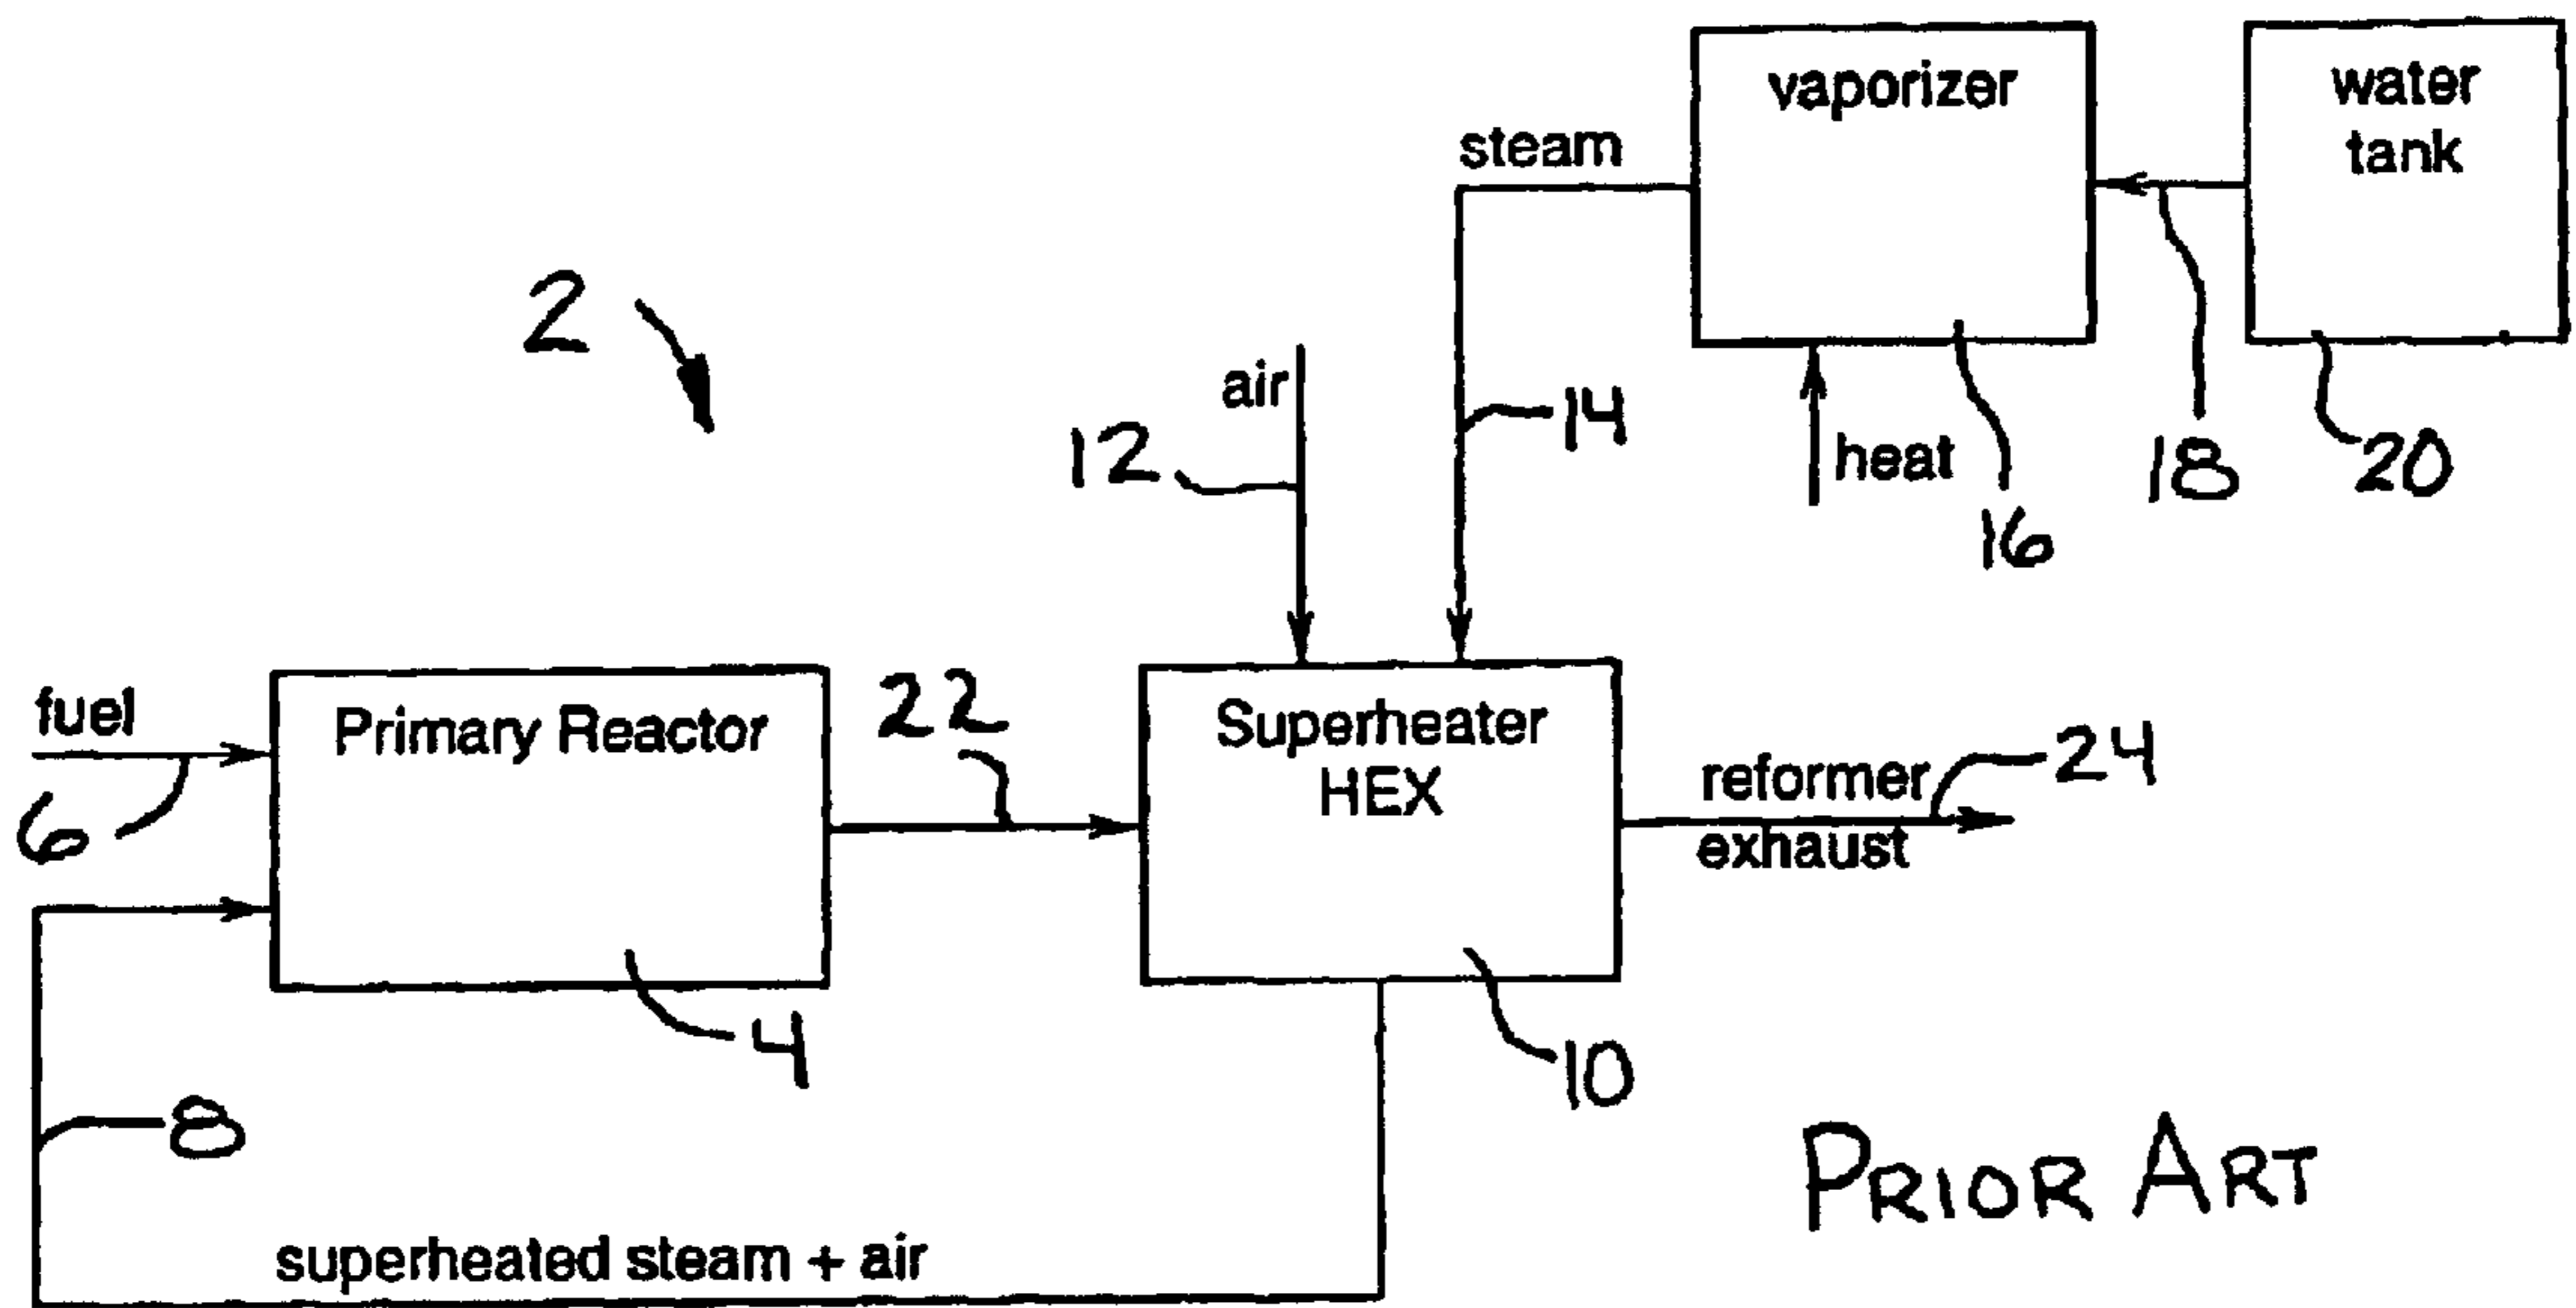 vaporizer
water
tank
steam
2
air
12
14
heat
16
18
20
fuel
6
Primary Reactor
22
Superheater
HEX
reformer
exhaust
24
4
10
8
superheated steam + air
PRIOR ART